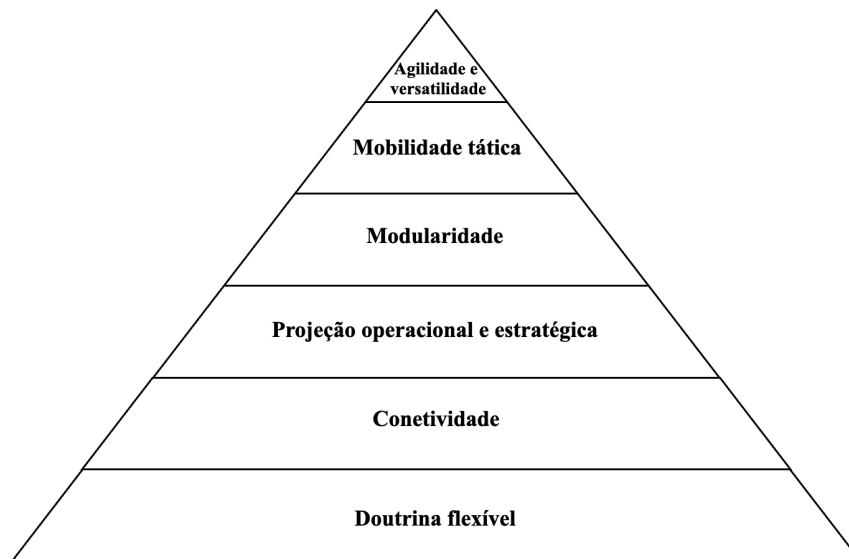 Agilidade e
versatilidade
Mobilidade tática
Modularidade
Projeção operacional e estratégica
Conetividade
Doutrina flexível